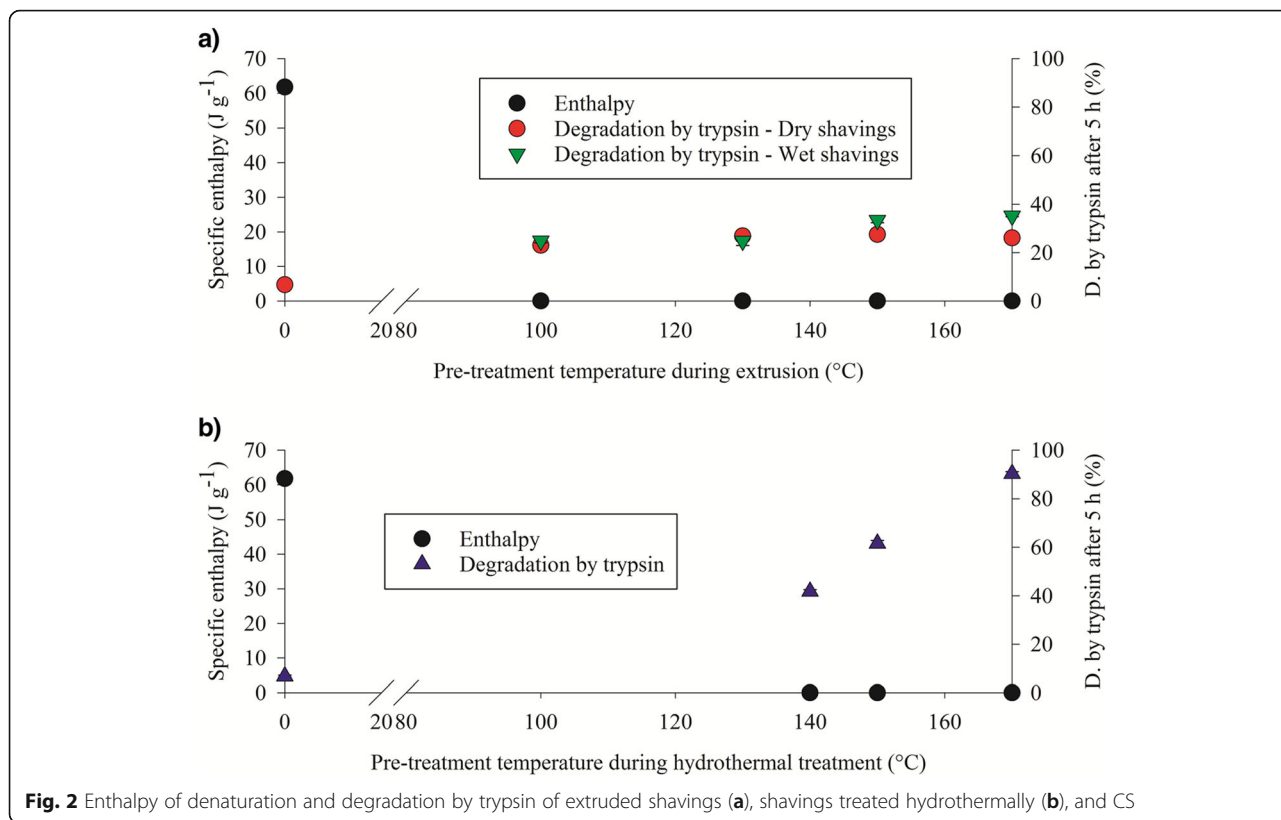 a)
70
60
50
40
30
20
10
0
Specific enthalpy (J g⁻¹)
Enthalpy
Degradation by trypsin - Dry shavings
Degradation by trypsin - Wet shavings
100
80
60
40
20
0
D. by trypsin after 5 h (%)
0 20 80 100 120 140 160
Pre-treatment temperature during extrusion (°C)
b)
70
60
50
40
30
20
10
0
Specific enthalpy (J g⁻¹)
Enthalpy
Degradation by trypsin
100
80
60
40
20
0
D. by trypsin after 5 h (%)
0 20 80 100 120 140 160
Pre-treatment temperature during hydrothermal treatment (°C)
Fig. 2 Enthalpy of denaturation and degradation by trypsin of extruded shavings (a), shavings treated hydrothermally (b), and CS